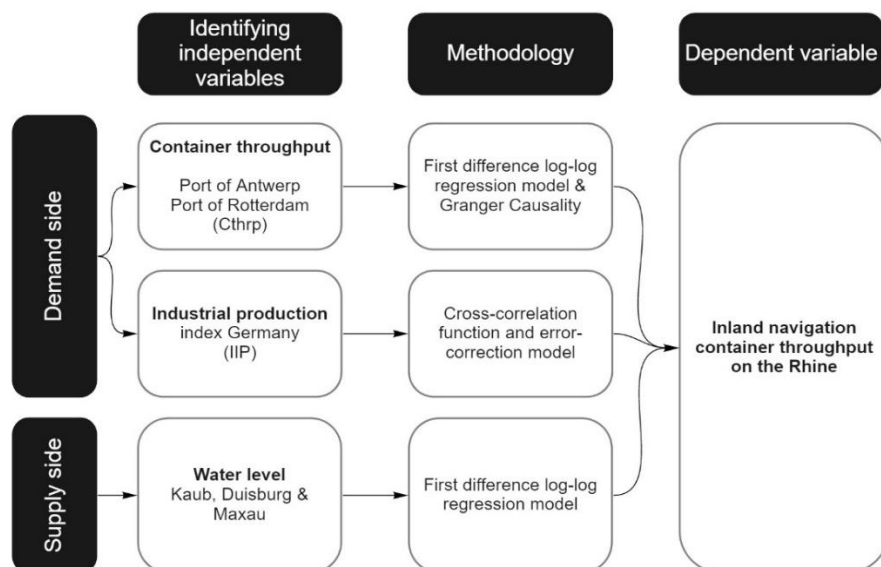 Identifying
independent
variables
Methodology
Dependent variable
Demand side
Container throughput
Port of Antwerp
Port of Rotterdam
(Cthrp)
First difference log-log
regression model &
Granger Causality
Industrial production
index Germany
(IIP)
Cross-correlation
function and error-
correction model
Inland navigation
container throughput
on the Rhine
Supply side
Water level
Kaub, Duisburg &
Maxau
First difference log-log
regression model